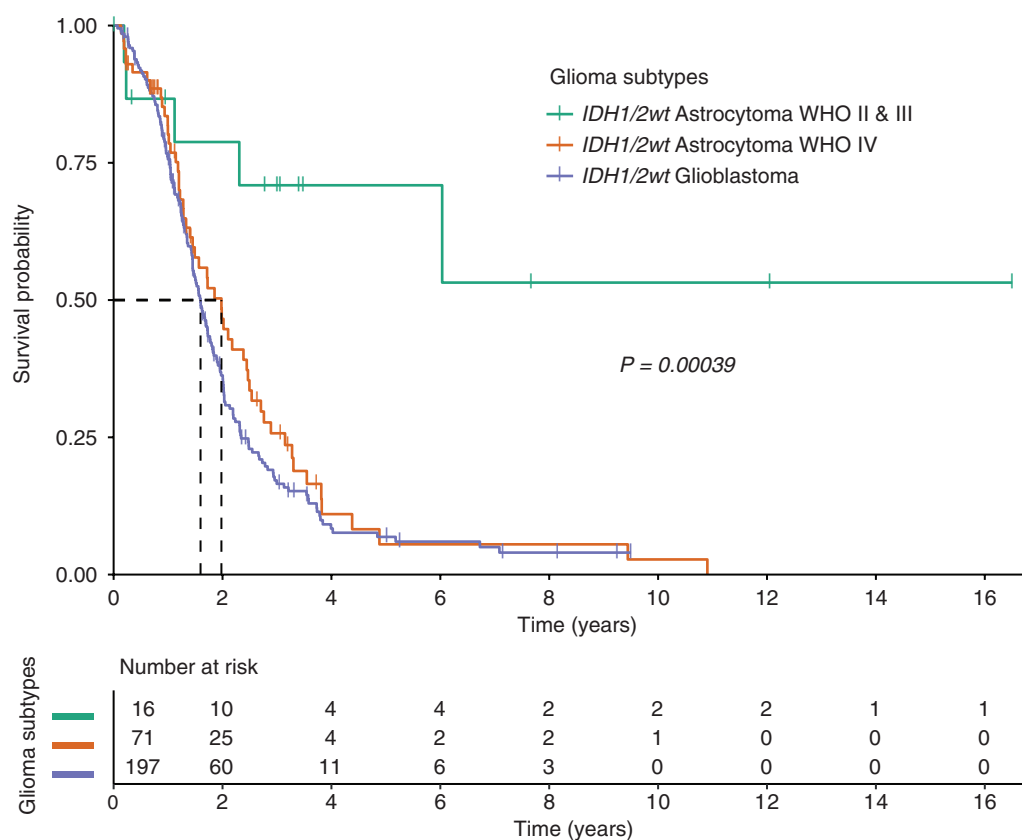 Survival probability
1.00
0.75
0.50
0.25
0.00
Glioma subtypes
IDH1/2wt Astrocytoma WHO II & III
IDH1/2wt Astrocytoma WHO IV
IDH1/2wt Glioblastoma
P = 0.00039
0 2 4 6 8 10 12 14 16
Time (years)
Number at risk
Glioma subtypes
16 10 4 4 2 2 2 1 1
71 25 4 2 2 1 0 0 0
197 60 11 6 3 0 0 0 0
0 2 4 6 8 10 12 14 16
Time (years)